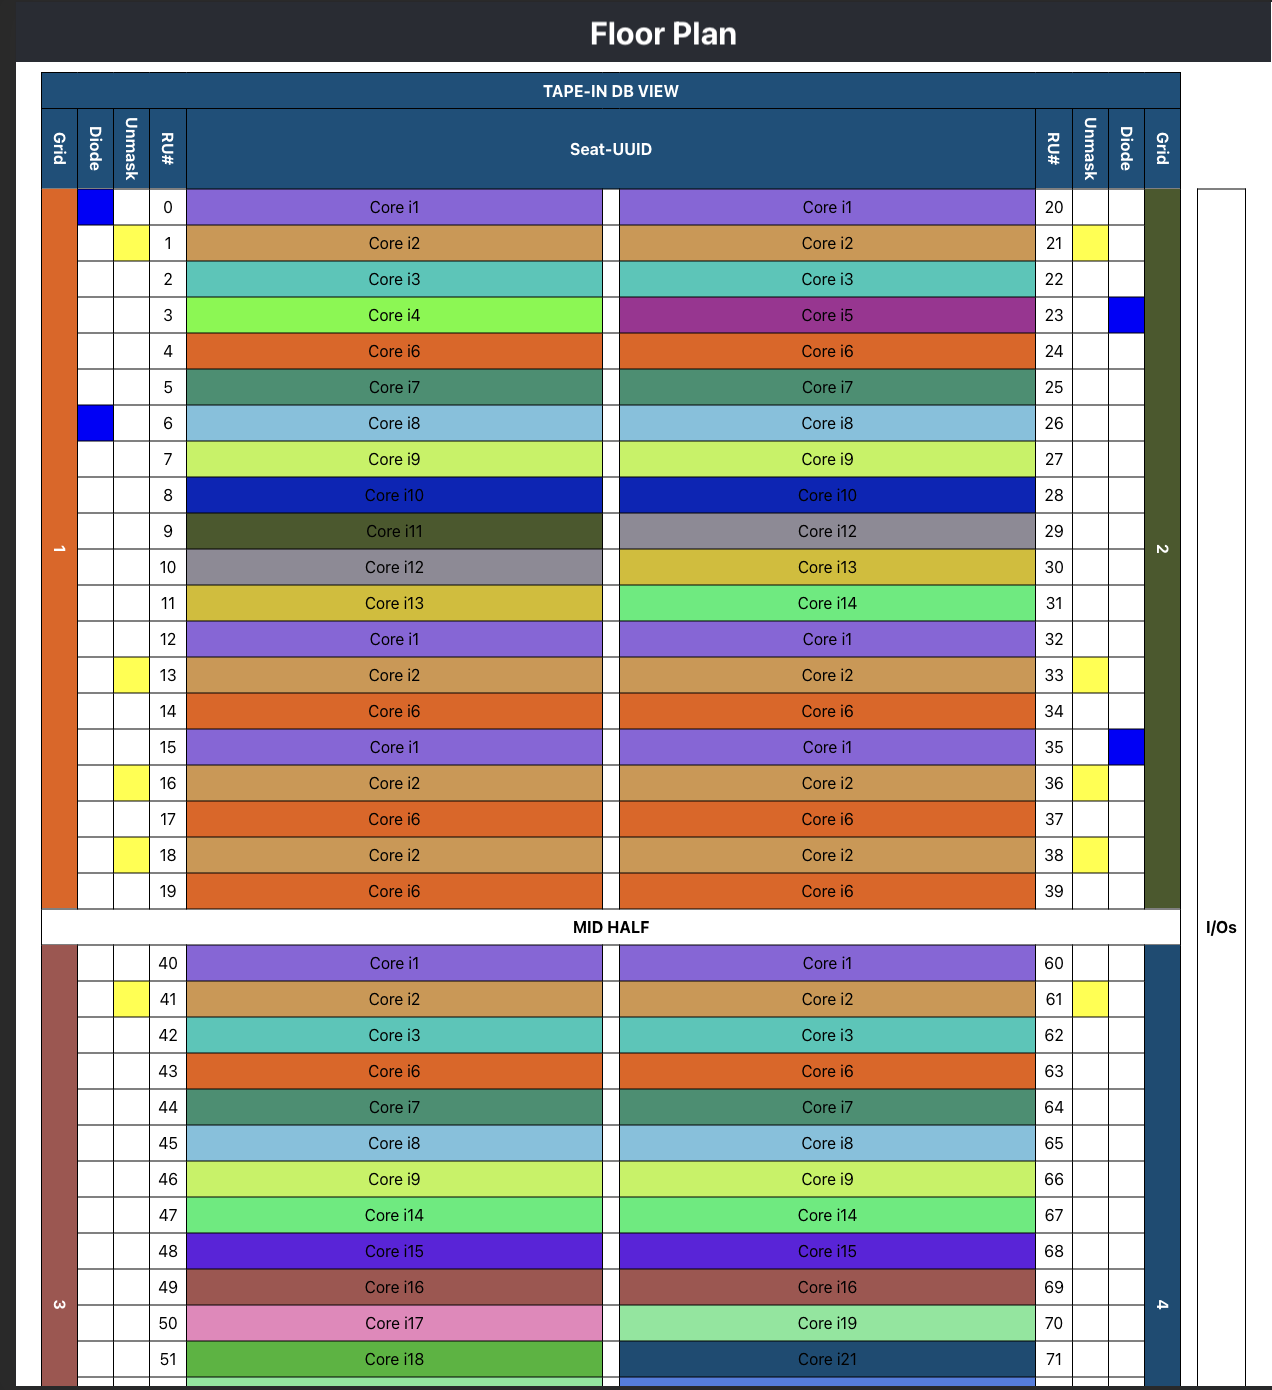 Floor Plan
TAPE-IN DB VIEW
Grid Diode Unmask RU# Seat-UUID RU# Unmask Diode Grid
0 Core i1 Core i1 20
1 Core i2 Core i2 21
2 Core i3 Core i3 22
3 Core i4 Core i5 23
4 Core i6 Core i6 24
5 Core i7 Core i7 25
6 Core i8 Core i8 26
7 Core i9 Core i9 27
8 Core i10 Core i10 28
9 Core i11 Core i12 29
1 2
10 Core i12 Core i13 30
11 Core i13 Core i14 31
12 Core i1 Core i1 32
13 Core i2 Core i2 33
14 Core i6 Core i6 34
15 Core i1 Core i1 35
16 Core i2 Core i2 36
17 Core i6 Core i6 37
18 Core i2 Core i2 38
19 Core i6 Core i6 39
MID HALF I/Os
40 Core i1 Core i1 60
41 Core i2 Core i2 61
42 Core i3 Core i3 62
43 Core i6 Core i6 63
44 Core i7 Core i7 64
45 Core i8 Core i8 65
46 Core i9 Core i9 66
47 Core i14 Core i14 67
48 Core i15 Core i15 68
49 Core i16 Core i16 69
3 4
50 Core i17 Core i19 70
51 Core i18 Core i21 71